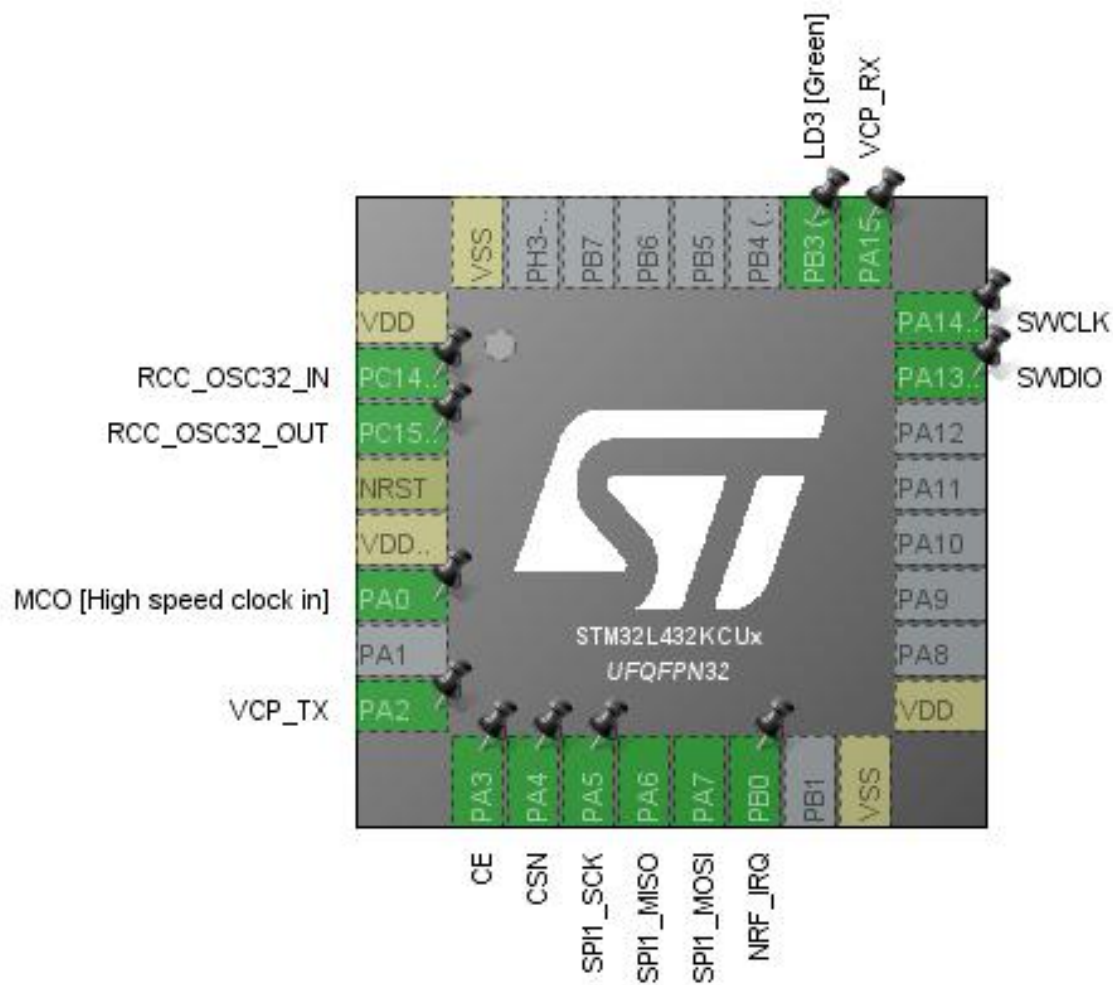 LD3 [Green]
VCP_RX
VSS
PH3-...
PB7
PB6
PB5
PB4 (...
PB3 (...
PA15
VDD
RCC_OSC32_IN
PC14..
RCC_OSC32_OUT
PC15..
NRST
VDD..
MCO [High speed clock in]
PA0
PA1
VCP_TX
PA2
PA14..
SWCLK
PA13..
SWDIO
PA12
PA11
PA10
PA9
PA8
VDD
ST
STM32L432KCUx
UFQFPN32
PA3
PA4
PA5
PA6
PA7
PB0
PB1
VSS
CE
CSN
SPI1_SCK
SPI1_MISO
SPI1_MOSI
NRF_IRQ